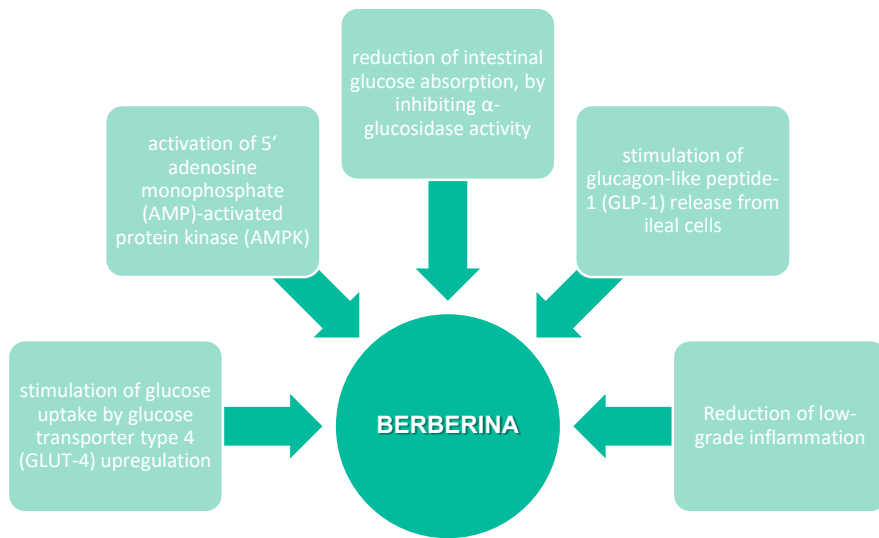 reduction of intestinal
glucose absorption, by
inhibiting α-
glucosidase activity
activation of 5′
adenosine
monophosphate
(AMP)-activated
protein kinase (AMPK)
stimulation of
glucagon-like peptide-
1 (GLP-1) release from
ileal cells
stimulation of glucose
uptake by glucose
transporter type 4
(GLUT-4) upregulation
BERBERINA
Reduction of low-
grade inflammation